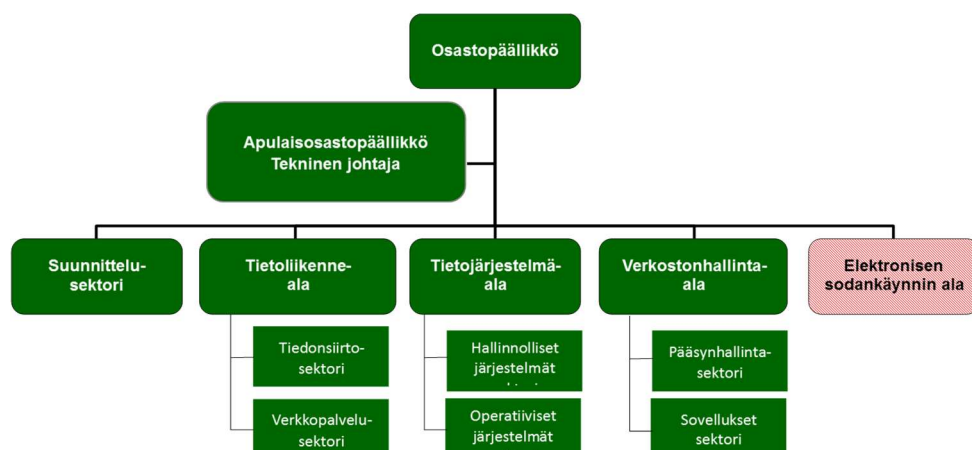 Osastopäällikkö
Apulaisosastopäällikkö
Tekninen johtaja
Suunnittelu-
sektori
Tietoliikenne-
ala
Tietojärjestelmä-
ala
Verkostonhallinta-
ala
Elektronisen
sodankäynnin ala
Tiedonsiirto-
sektori
Hallinnolliset
järjestelmät
Pääsynhallinta-
sektori
Verkkopalvelu-
sektori
Operatiiviset
järjestelmät
Sovellukset
sektori